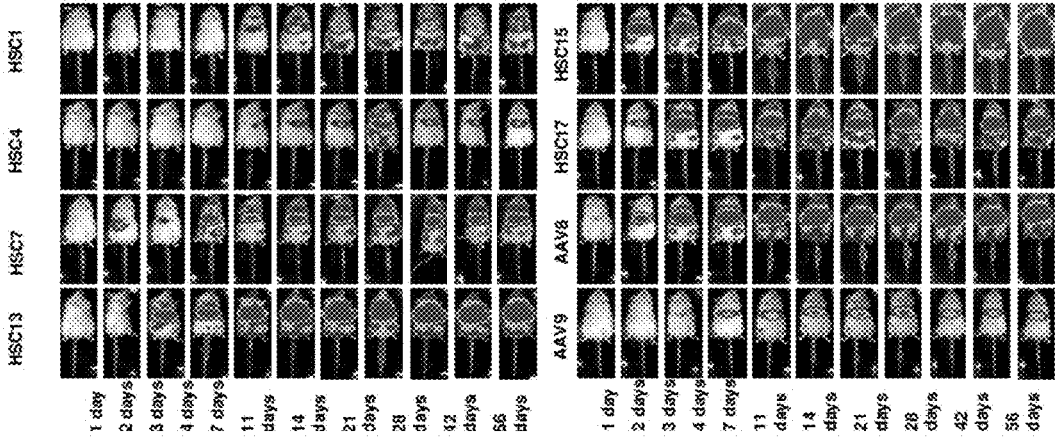 HSC13 HSC7 HSC4 HSC1
1 day
2 days
3 days
4 days
7 days
11
days
14
days
21
days
28
days
42
days
56
days
AAV9 AAV8 HSC17 HSC15
1 day
2 days
3 days
4 days
7 days
11
days
14
days
21
days
28
days
42
days
56
days